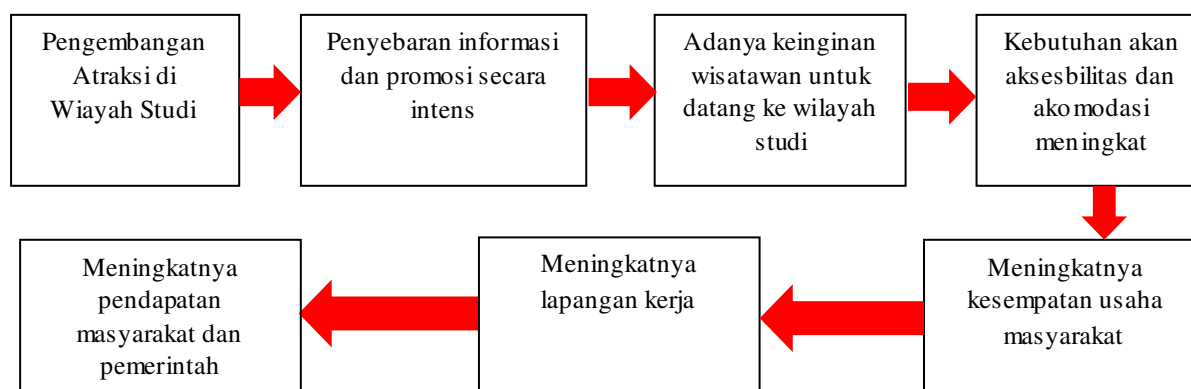 Pengembangan
Atraksi di
Wiayah Studi
Penyebaran informasi
dan promosi secara
intens
Adanya keinginan
wisatawan untuk
datang ke wilayah
studi
Kebutuhan akan
aksesbilitas dan
akomodasi
meningkat
Meningkatnya
kesempatan usaha
masyarakat
Meningkatnya
lapangan kerja
Meningkatnya
pendapatan
masyarakat dan
pemerintah